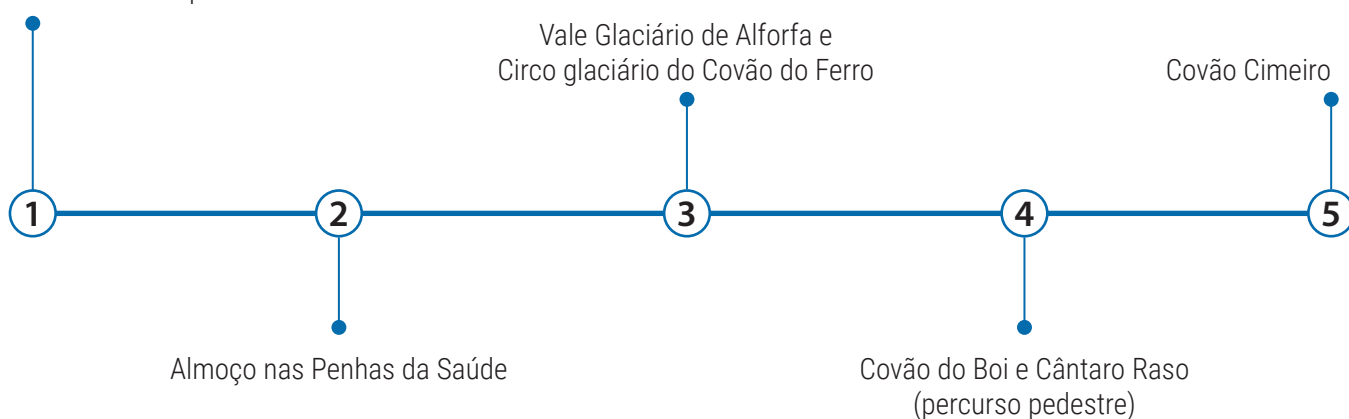 Vale Glaciário de Alforfa e
Circo glaciário do Covão do Ferro
Covão Cimeiro
1
2
3
4
5
Almoço nas Penhas da Saúde
Covão do Boi e Cântaro Raso
(percurso pedestre)